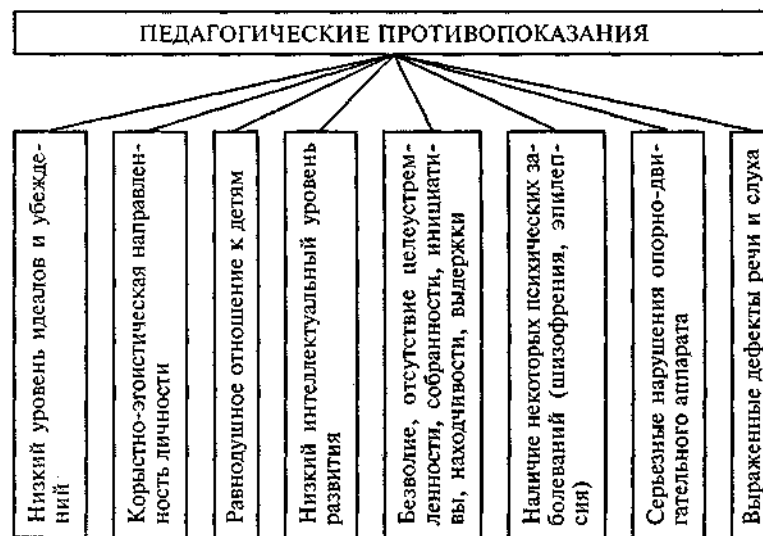 ПЕДАГОГИЧЕСКИЕ ПРОТИВОПОКАЗАНИЯ
Низкий уровень идеалов и убежде-
ний
Корыстно-эгоистическая направлен-
ность личности
Равнодушное отношение к детям
Низкий интеллектуальный уровень
развития
Безволие, отсутствие целеустрем-
ленности, собранности, инициати-
вы, находчивости, выдержки
Наличие некоторых психических за-
болеваний (шизофрения, эпилеп-
сия)
Серьезные нарушения опорно-дви-
гательного аппарата
Выраженные дефекты речи и слуха